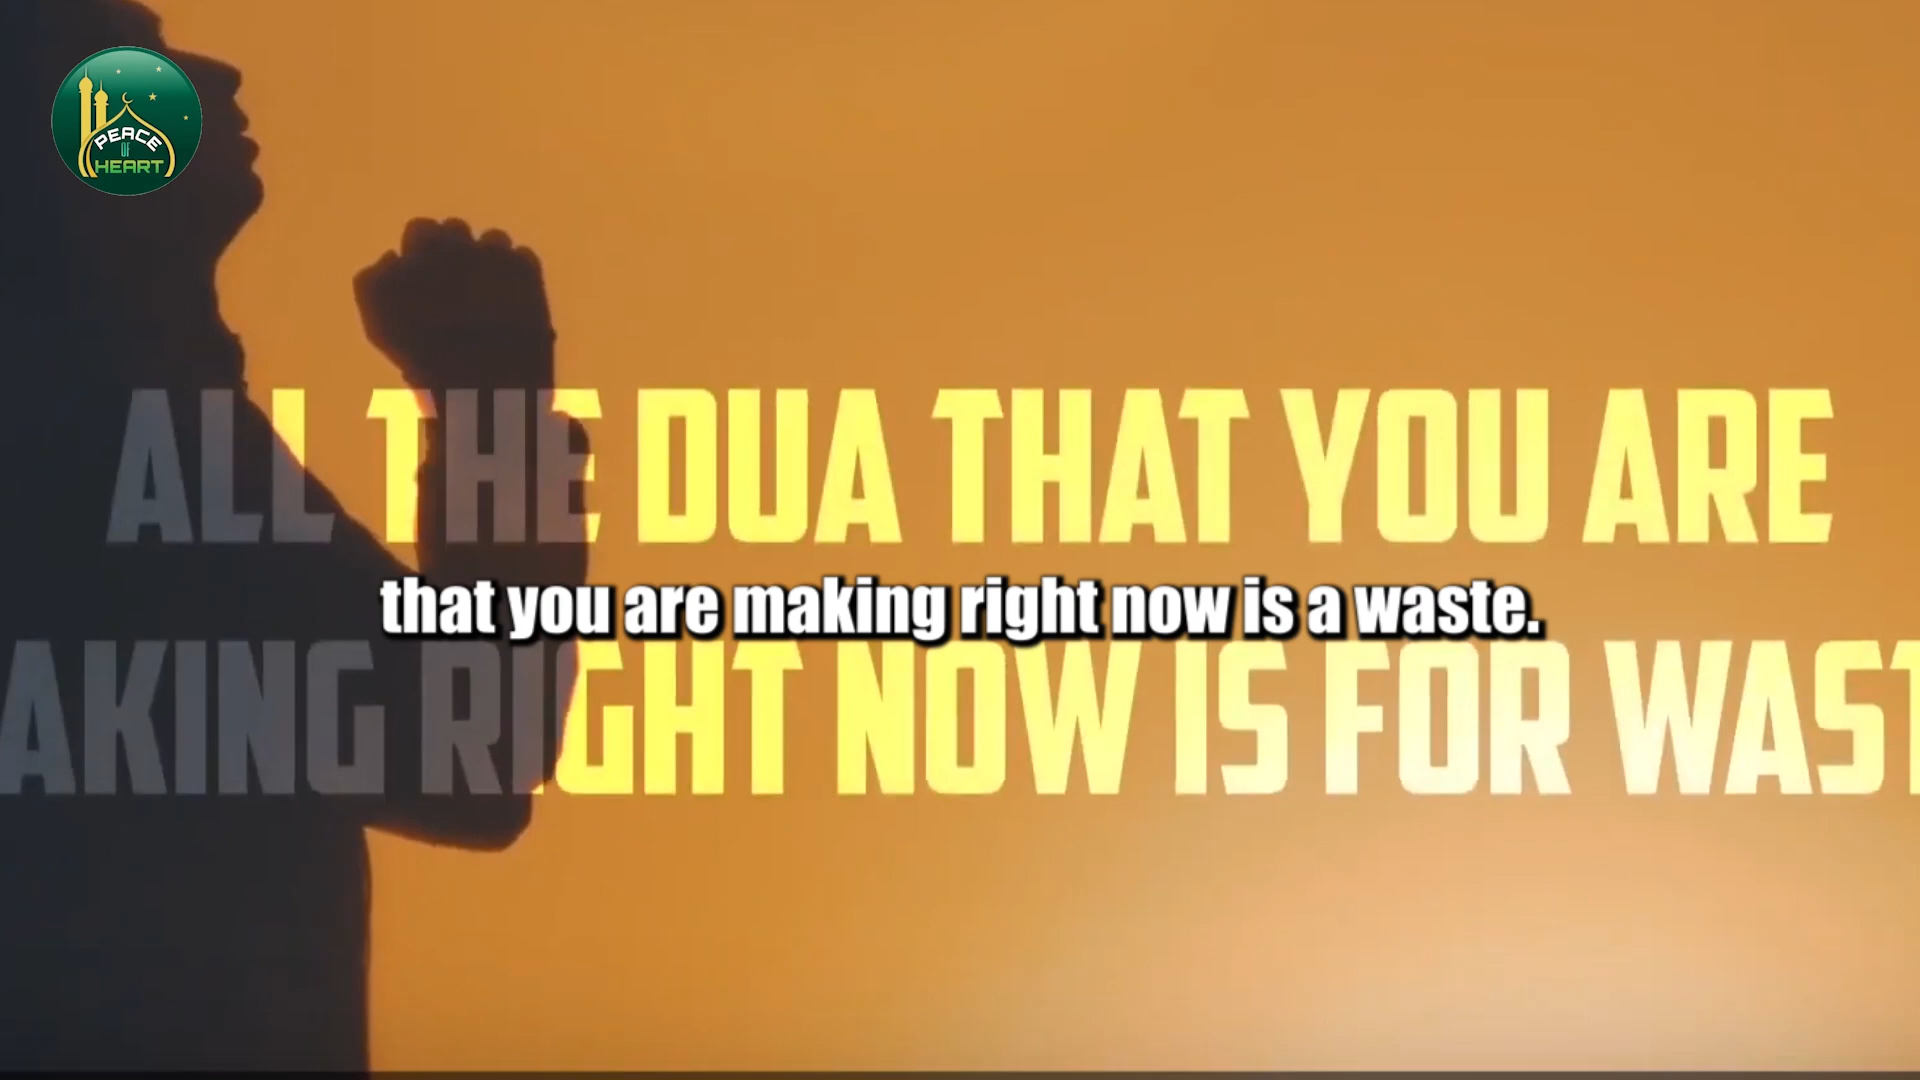 PEACE
OF
HEART
ALL THE DUA THAT YOU ARE
that you are making right now is a waste.
AKING RIGHT NOW IS FOR WAST